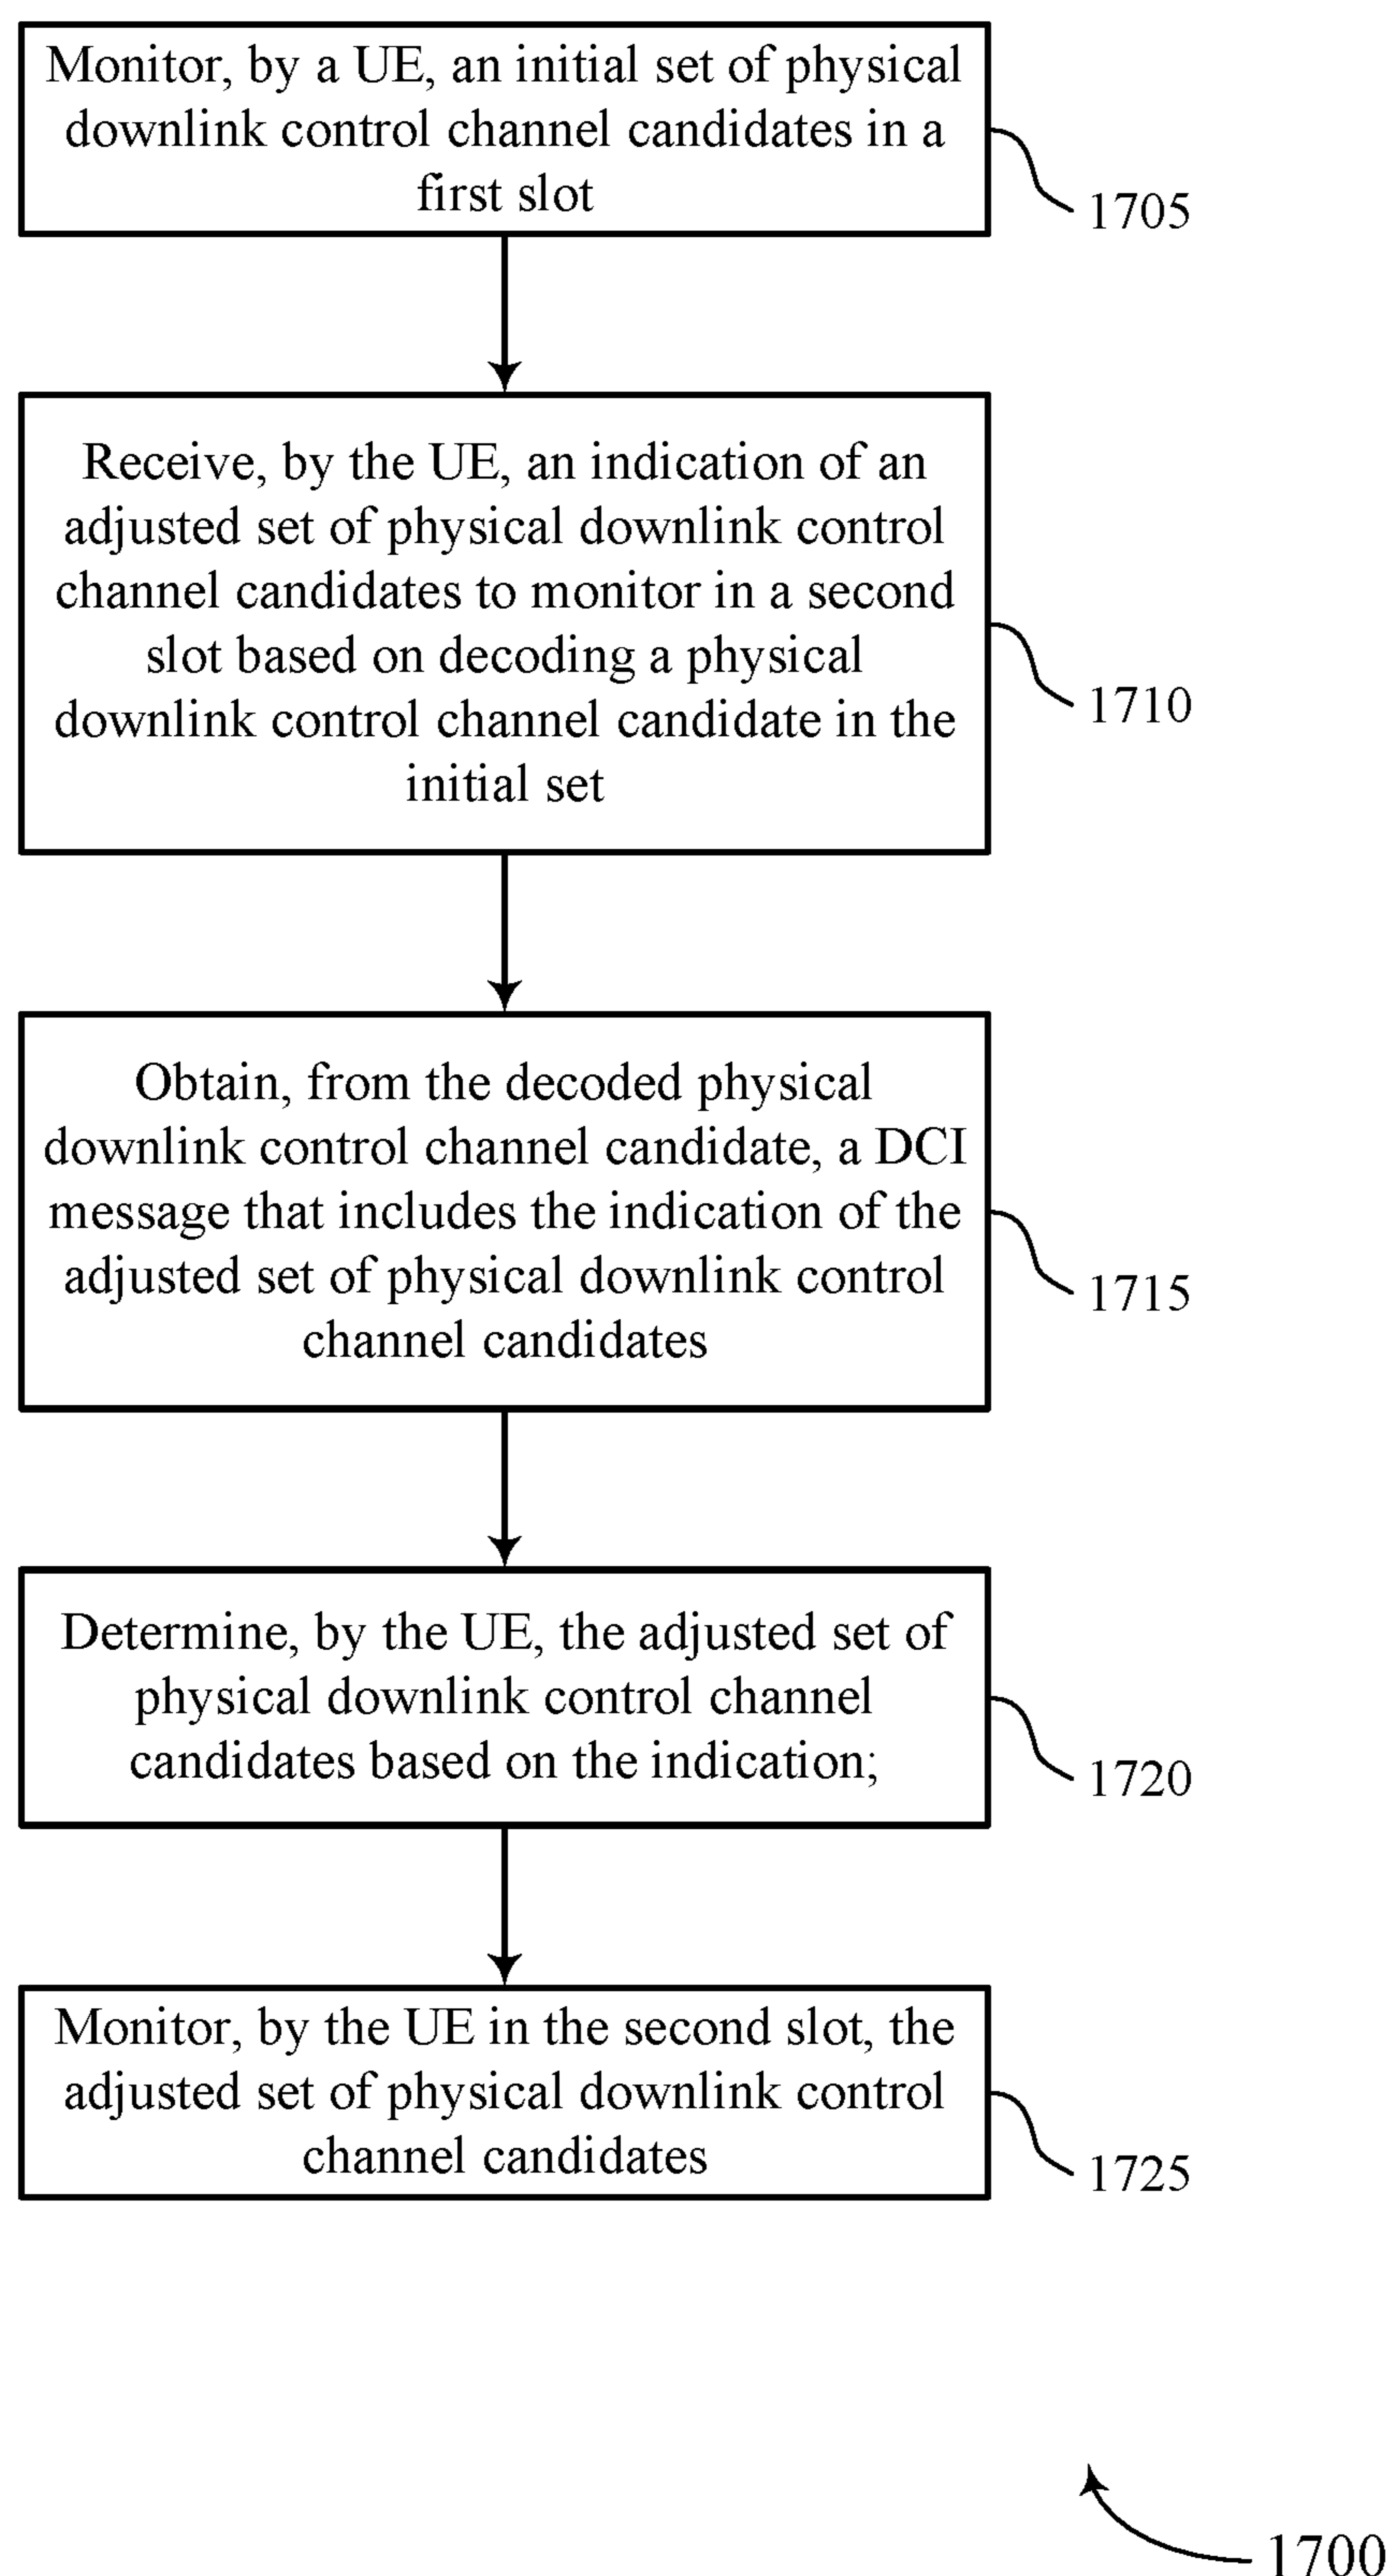 Monitor, by a UE, an initial set of physical
downlink control channel candidates in a
first slot
1705
Receive, by the UE, an indication of an
adjusted set of physical downlink control
channel candidates to monitor in a second
slot based on decoding a physical
downlink control channel candidate in the
initial set
1710
Obtain, from the decoded physical
downlink control channel candidate, a DCI
message that includes the indication of the
adjusted set of physical downlink control
channel candidates
1715
Determine, by the UE, the adjusted set of
physical downlink control channel
candidates based on the indication;
1720
Monitor, by the UE in the second slot, the
adjusted set of physical downlink control
channel candidates
1725
1700